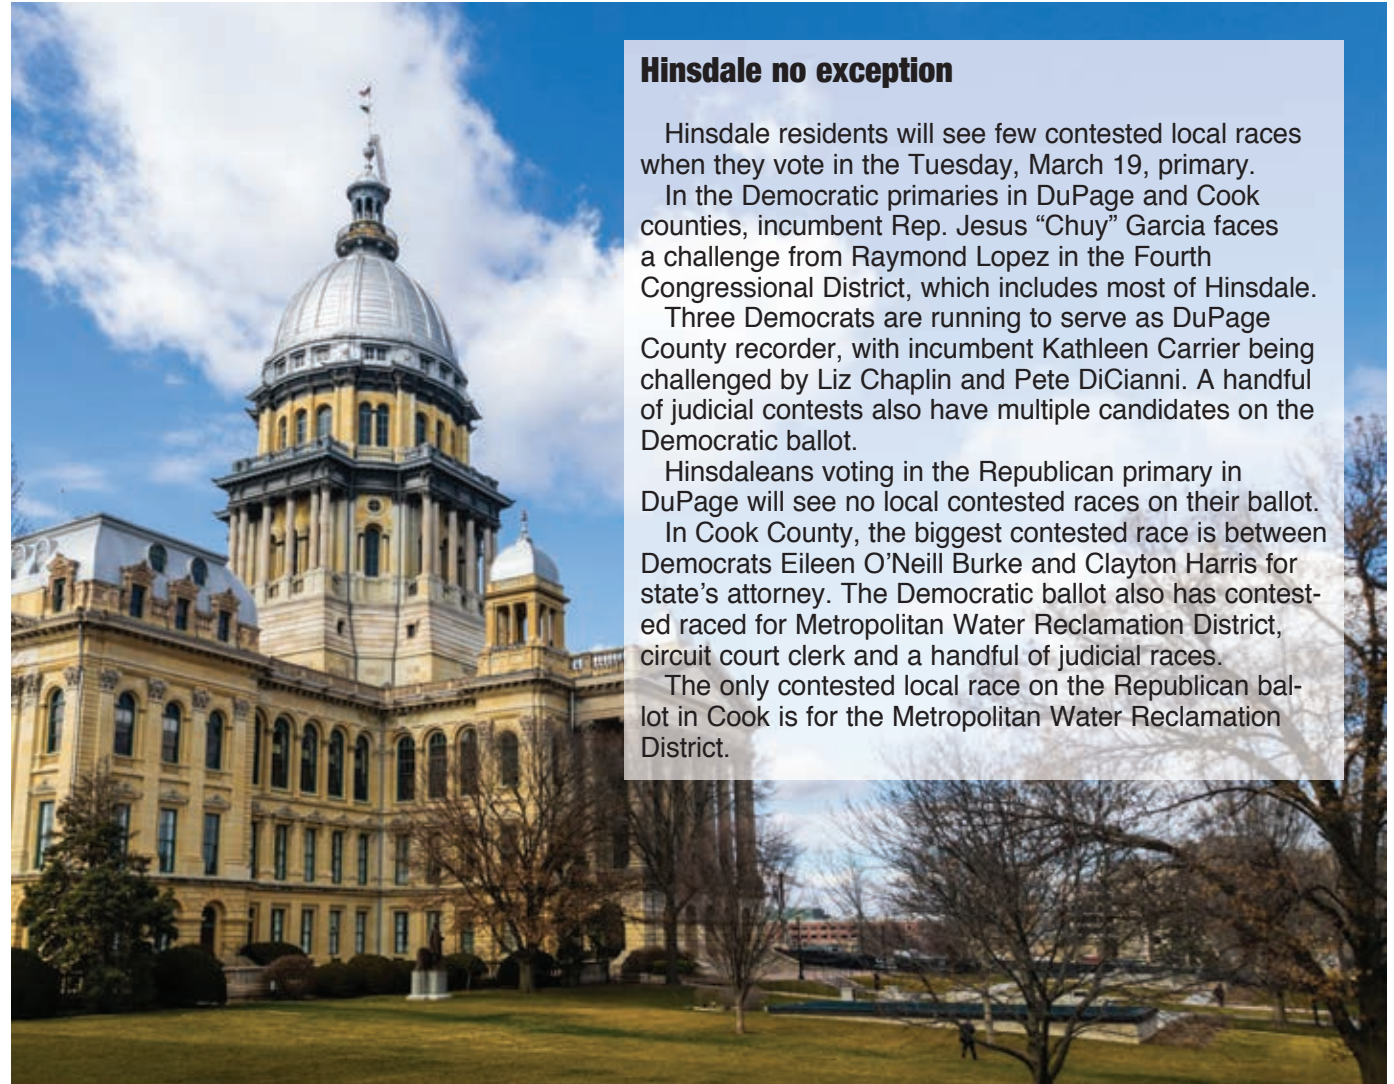 Hinsdale no exception
Hinsdale residents will see few contested local races
when they vote in the Tuesday, March 19, primary.
In the Democratic primaries in DuPage and Cook
counties, incumbent Rep. Jesus “Chuy” Garcia faces
a challenge from Raymond Lopez in the Fourth
Congressional District, which includes most of Hinsdale.
Three Democrats are running to serve as DuPage
County recorder, with incumbent Kathleen Carrier being
challenged by Liz Chaplin and Pete DiCianni. A handful
of judicial contests also have multiple candidates on the
Democratic ballot.
Hinsdaleans voting in the Republican primary in
DuPage will see no local contested races on their ballot.
In Cook County, the biggest contested race is between
Democrats Eileen O’Neill Burke and Clayton Harris for
state’s attorney. The Democratic ballot also has contest-
ed raced for Metropolitan Water Reclamation District,
circuit court clerk and a handful of judicial races.
The only contested local race on the Republican bal-
lot in Cook is for the Metropolitan Water Reclamation
District.